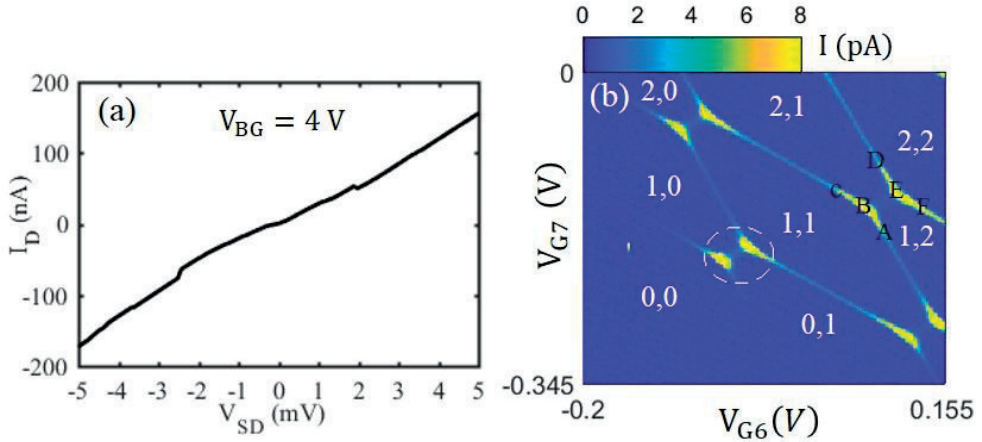 (a)
V_BG = 4 V
200
100
0
-100
-200
I_D (nA)
-5 -4 -3 -2 -1 0 1 2 3 4 5
V_SD (mV)
0 2 4 6 8
I (pA)
(b)
0
-0.345
V_G7 (V)
2,0
2,1
2,2
1,0
1,1
1,2
0,0
0,1
D
E
C
B
F
A
-0.2
0.155
V_G6 (V)